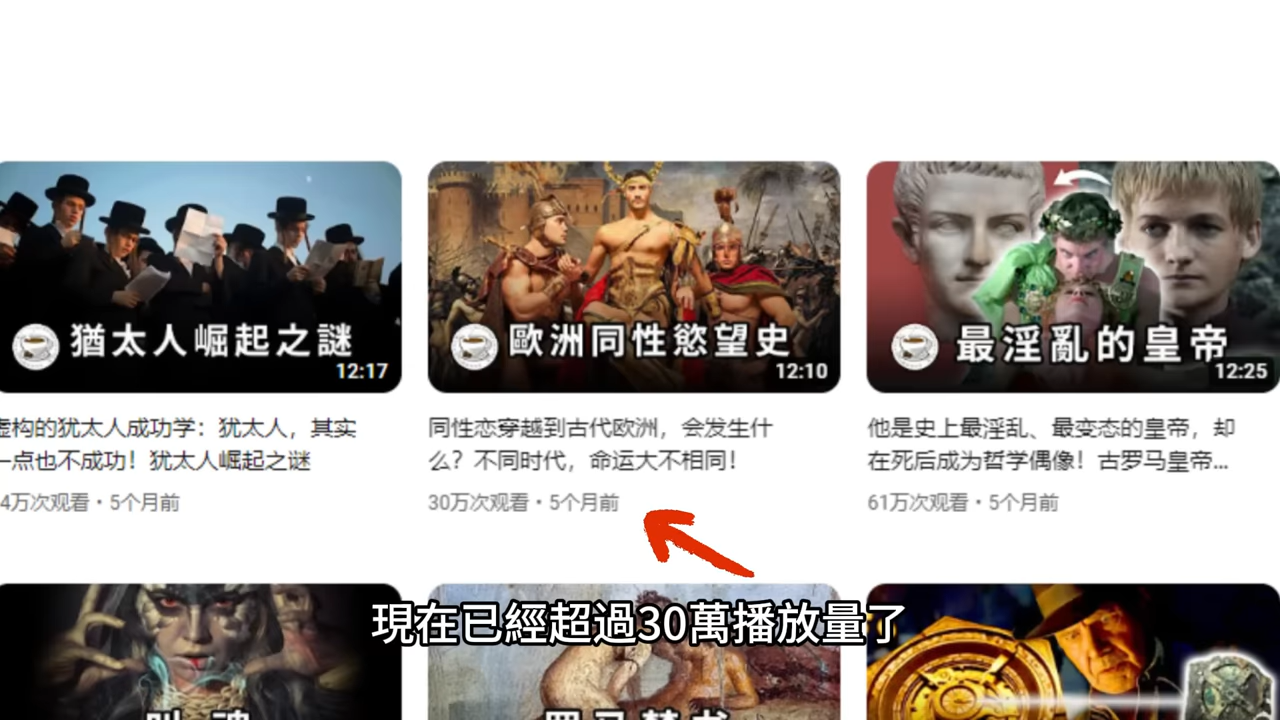 猶太人崛起之謎
12:17
歐洲同性慾望史
12:10
最淫亂的皇帝
12:25
虚构的犹太人成功学：犹太人，其实
一点也不成功！犹太人崛起之谜
4万次观看・5个月前
同性恋穿越到古代欧洲，会发生什
么？不同时代，命运大不相同！
30万次观看・5个月前
他是史上最淫乱、最变态的皇帝，却
在死后成为哲学偶像！古罗马皇帝...
61万次观看・5个月前
現在已經超過30萬播放量了